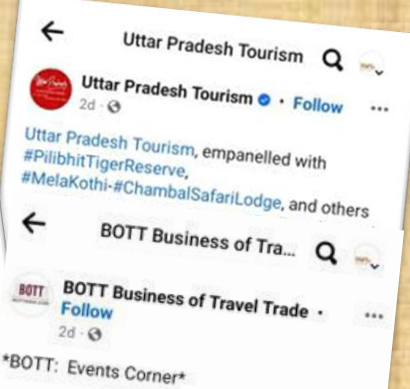 Uttar Pradesh Tourism
Uttar Pradesh Tourism · Follow
2d ·
Uttar Pradesh Tourism, empanelled with
#PilibhitTigerReserve,
#MelaKothi-#ChambalSafariLodge, and others
BOTT Business of Tra...
BOTT
BOTT Business of Travel Trade ·
Follow
2d ·
*BOTT: Events Corner*